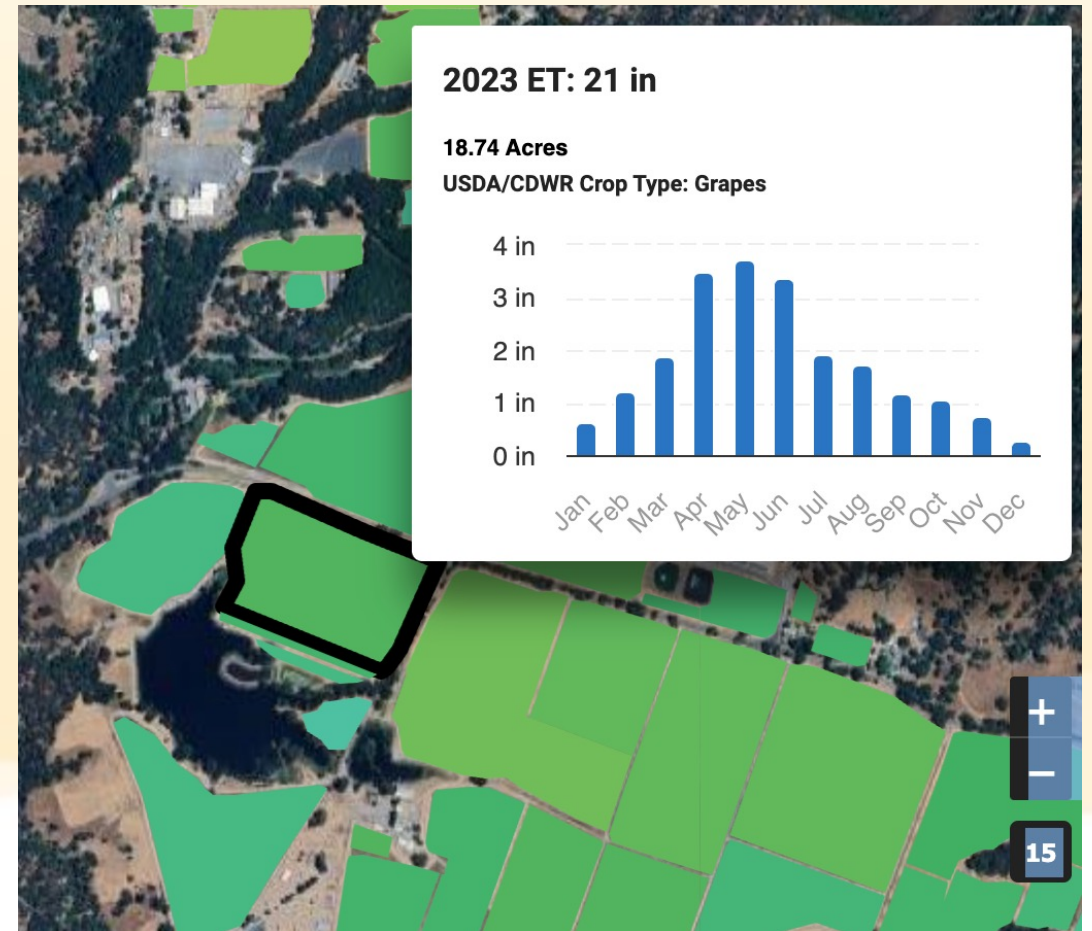 2023 ET: 21 in
18.74 Acres
USDA/CDWR Crop Type: Grapes
4 in
3 in
2 in
1 in
0 in
Jan Feb Mar Apr May Jun Jul Aug Sep Oct Nov Dec
+
−
15